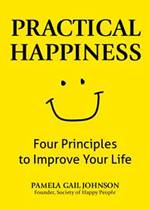 PRACTICAL
HAPPINESS
Four Principles
to Improve Your Life
PAMELA GAIL JOHNSON
Founder, Society of Happy People